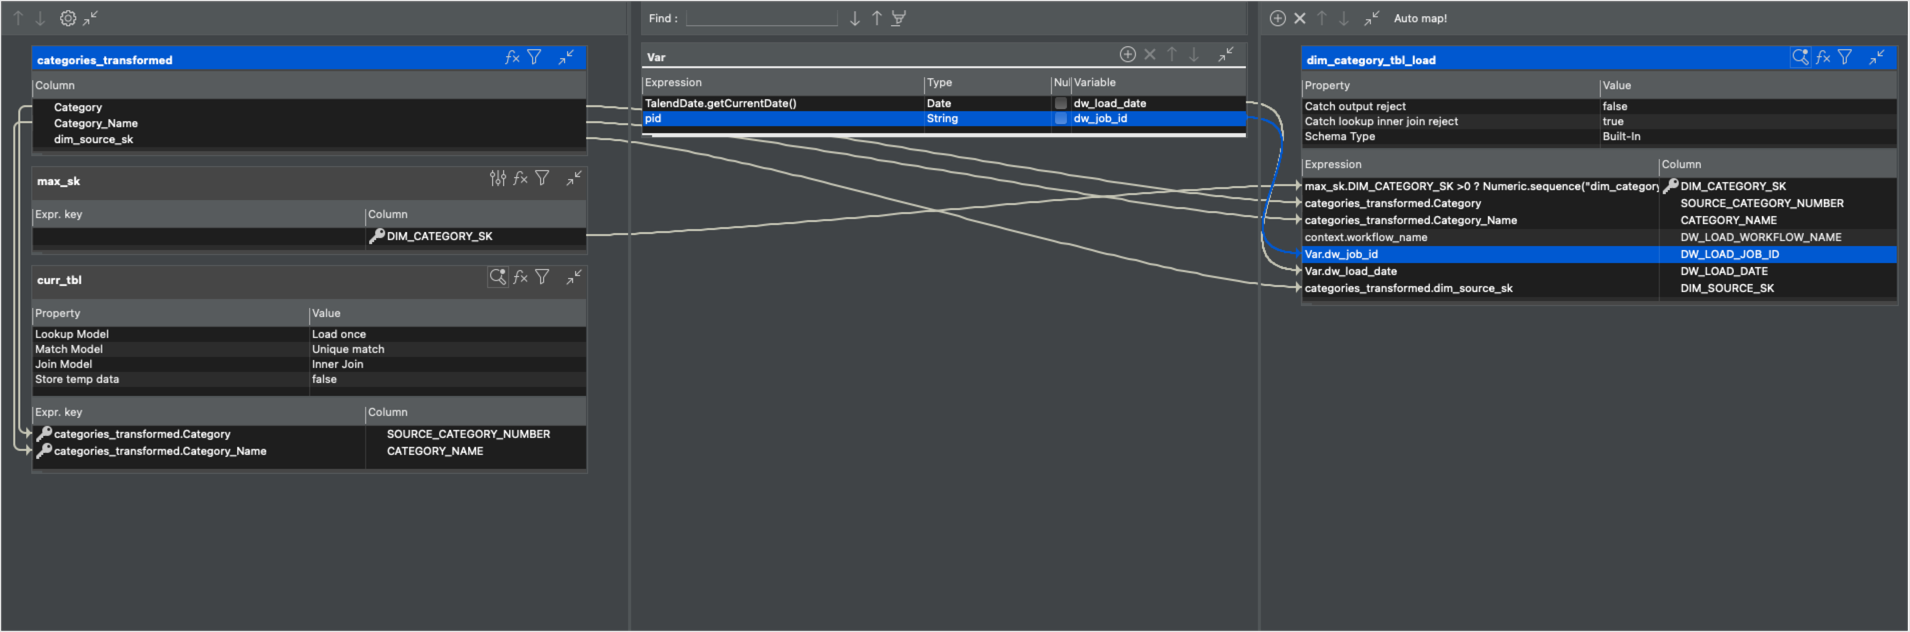 Find :
Auto map!
categories_transformed
Column
Category
Category_Name
dim_source_sk
max_sk
Expr. key Column
DIM_CATEGORY_SK
curr_tbl
Property Value
Lookup Model Load once
Match Model Unique match
Join Model Inner Join
Store temp data false
Expr. key Column
categories_transformed.Category SOURCE_CATEGORY_NUMBER
categories_transformed.Category_Name CATEGORY_NAME
Var
Expression Type Nul Variable
TalendDate.getCurrentDate() Date dw_load_date
pid String dw_job_id
dim_category_tbl_load
Property Value
Catch output reject false
Catch lookup inner join reject true
Schema Type Built-In
Expression Column
max_sk.DIM_CATEGORY_SK >0 ? Numeric.sequence("dim_category DIM_CATEGORY_SK
categories_transformed.Category SOURCE_CATEGORY_NUMBER
categories_transformed.Category_Name CATEGORY_NAME
context.workflow_name DW_LOAD_WORKFLOW_NAME
Var.dw_job_id DW_LOAD_JOB_ID
Var.dw_load_date DW_LOAD_DATE
categories_transformed.dim_source_sk DIM_SOURCE_SK